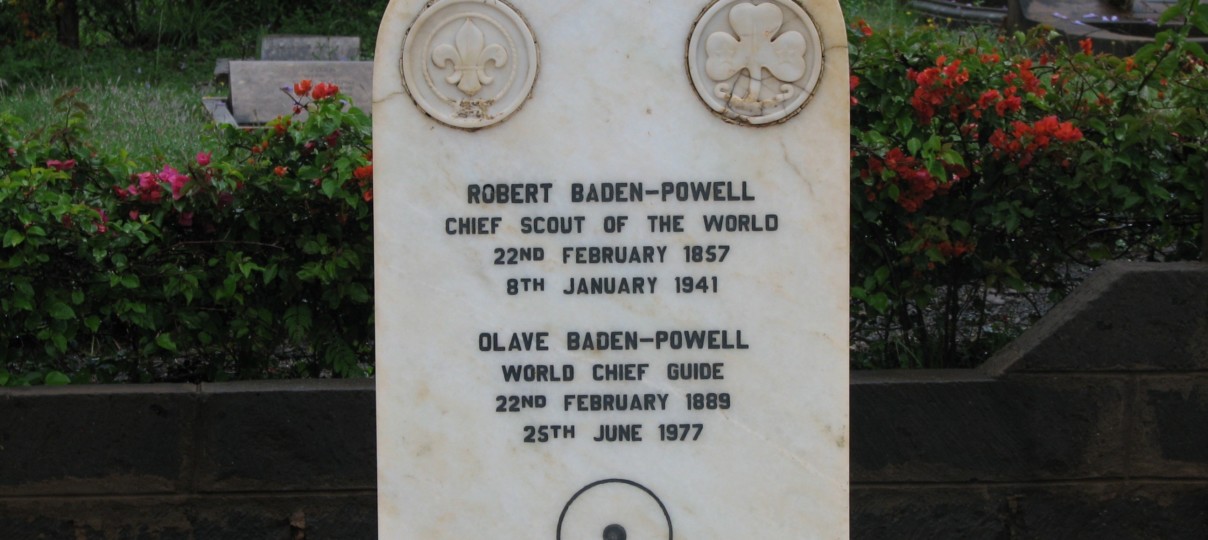 ROBERT BADEN-POWELL
CHIEF SCOUT OF THE WORLD
22ND FEBRUARY 1857
8TH JANUARY 1941
OLAVE BADEN-POWELL
WORLD CHIEF GUIDE
22ND FEBRUARY 1889
25TH JUNE 1977